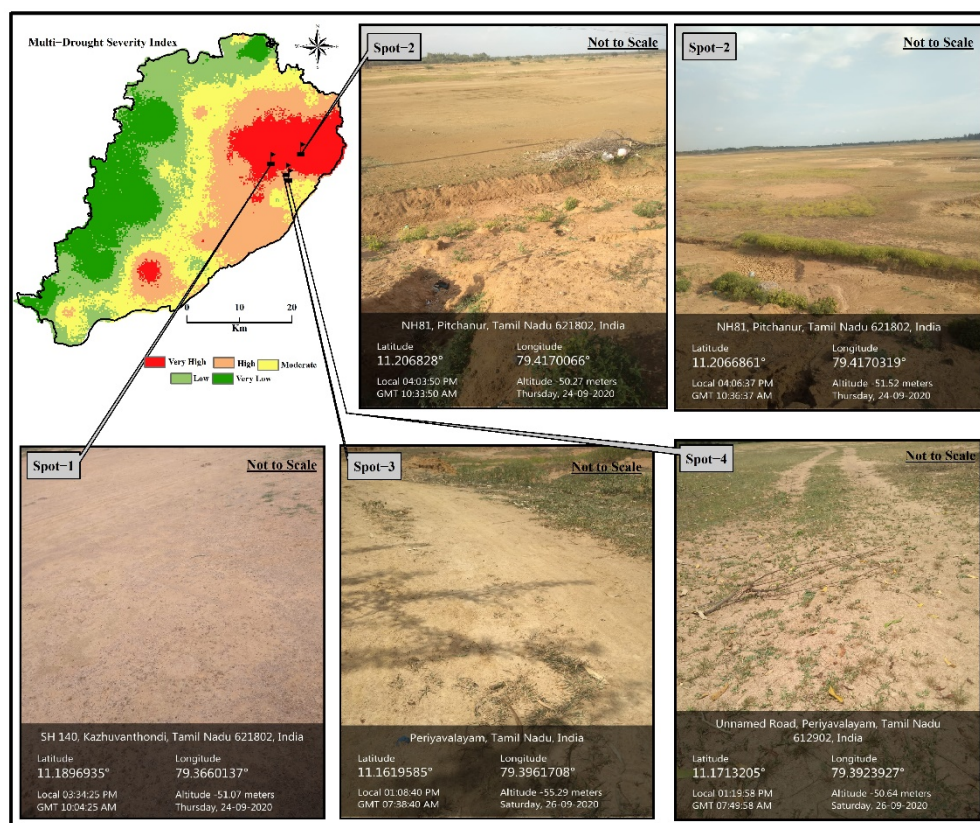 Multi-Drought Severity Index
0 10 20
Km
Very High High Moderate
Low Very Low
Spot-2
Not to Scale
NH81, Pitchanur, Tamil Nadu 621802, India
Latitude Longitude
11.206828° 79.4170066°
Local 04:03:50 PM Altitude -50.27 meters
GMT 10:33:50 AM Thursday, 24-09-2020
Spot-2
Not to Scale
NH81, Pitchanur, Tamil Nadu 621802, India
Latitude Longitude
11.2066861° 79.4170319°
Local 04:06:37 PM Altitude -51.52 meters
GMT 10:36:37 AM Thursday, 24-09-2020
Spot-1
Not to Scale
SH 140, Kazhuvanthondi, Tamil Nadu 621802, India
Latitude Longitude
11.1896935° 79.3660137°
Local 03:34:25 PM Altitude -51.07 meters
GMT 10:04:25 AM Thursday, 24-09-2020
Spot-3
Not to Scale
Periyavalayam, Tamil Nadu, India
Latitude Longitude
11.1619585° 79.3961708°
Local 01:08:40 PM Altitude -55.29 meters
GMT 07:38:40 AM Saturday, 26-09-2020
Spot-4
Not to Scale
Unnamed Road, Periyavalayam, Tamil Nadu
612902, India
Latitude Longitude
11.1713205° 79.3923927°
Local 01:19:58 PM Altitude -50.64 meters
GMT 07:49:58 AM Saturday, 26-09-2020